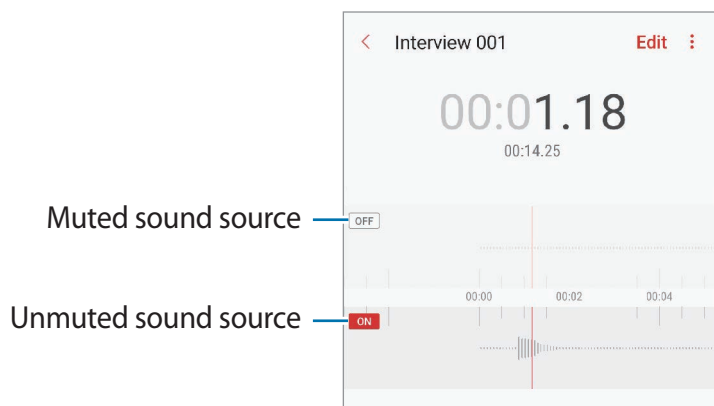 Interview 001 Edit
00:01.18
00:14.25
Muted sound source
OFF
00:00 00:02 00:04
Unmuted sound source
ON